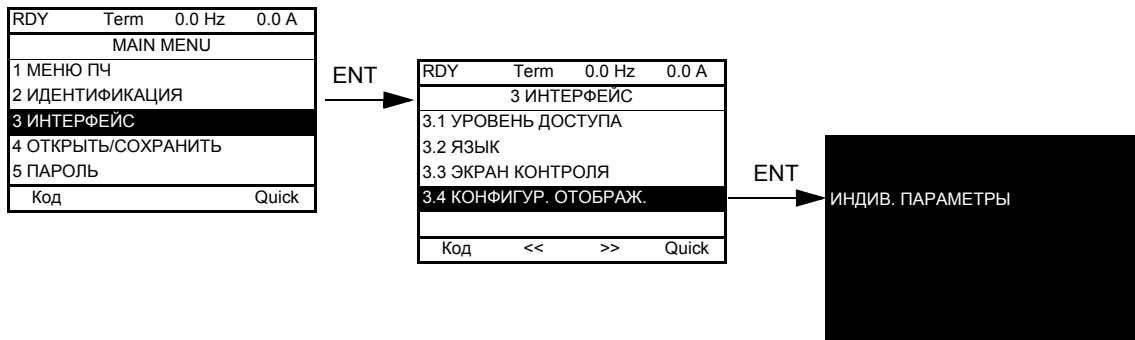 RDY Term 0.0 Hz 0.0 A
MAIN MENU
1 МЕНЮ ПЧ
2 ИДЕНТИФИКАЦИЯ
3 ИНТЕРФЕЙС
4 ОТКРЫТЬ/СОХРАНИТЬ
5 ПАРОЛЬ
Код Quick
ENT
RDY Term 0.0 Hz 0.0 A
3 ИНТЕРФЕЙС
3.1 УРОВЕНЬ ДОСТУПА
3.2 ЯЗЫК
3.3 ЭКРАН КОНТРОЛЯ
3.4 КОНФИГУР. ОТОБРАЖ.
Код << >> Quick
ENT
ИНДИВ. ПАРАМЕТРЫ